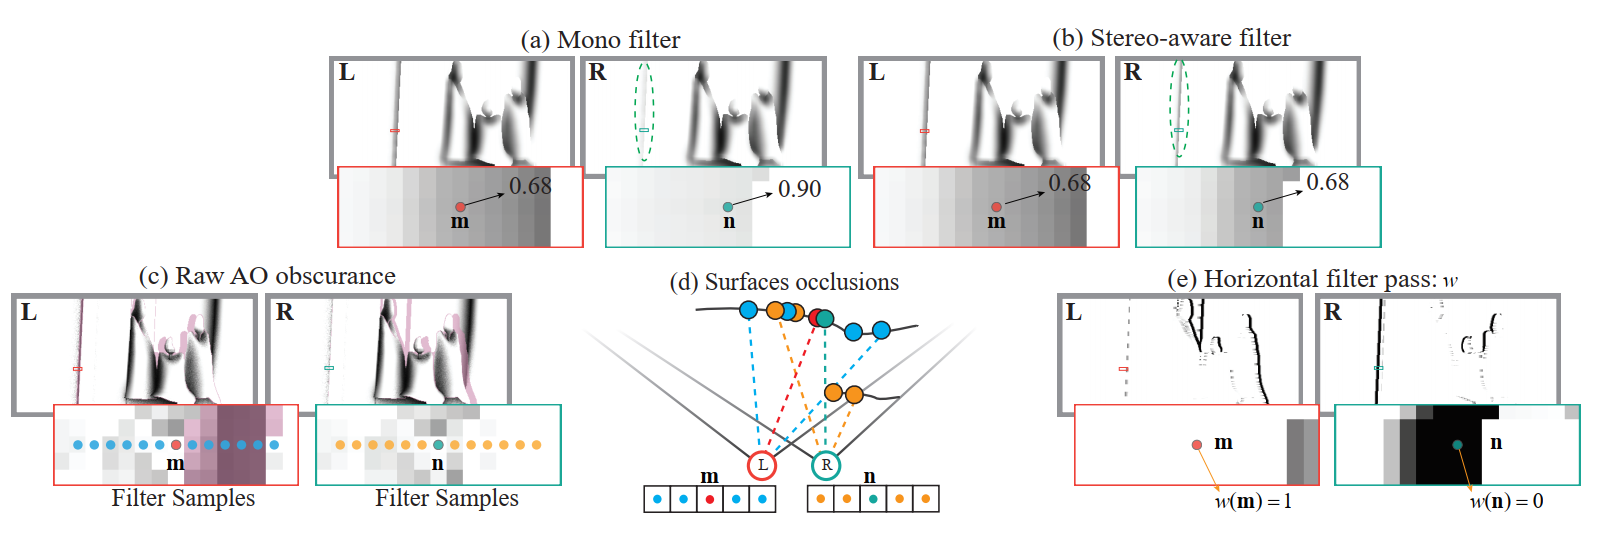 (a) Mono filter
(b) Stereo-aware filter
L
R
L
R
0.68
0.90
0.68
0.68
m
n
m
n
(c) Raw AO obscurance
(d) Surfaces occlusions
(e) Horizontal filter pass: w
L
R
L
R
m
n
m
n
L
R
m
n
Filter Samples
Filter Samples
w(m) = 1
w(n) = 0